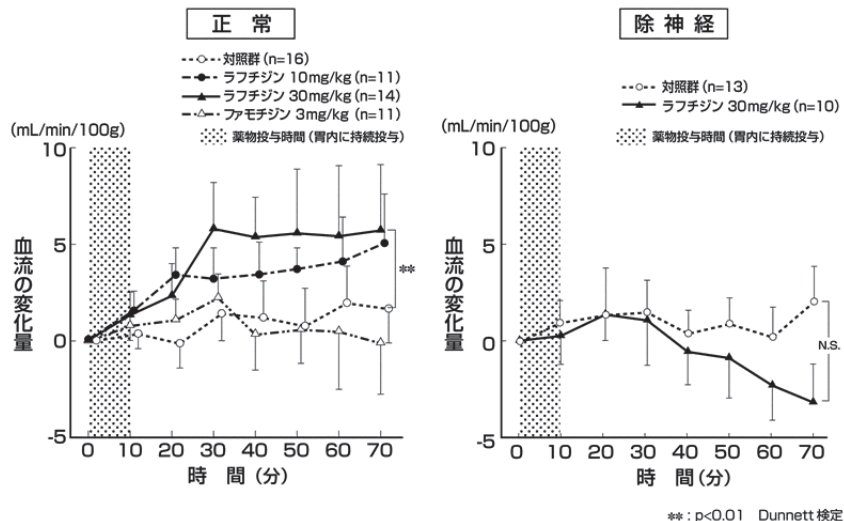 正 常
対照群 (n=16)
ラフチジン 10mg/kg (n=11)
ラフチジン 30mg/kg (n=14)
ファモチジン 3mg/kg (n=11)
薬物投与時間 (胃内に持続投与)
(mL/min/100g)
血流の変化量
10
5
0
-5
**
0 10 20 30 40 50 60 70
時 間 (分)
除 神 経
対照群 (n=13)
ラフチジン 30mg/kg (n=10)
薬物投与時間 (胃内に持続投与)
(mL/min/100g)
血流の変化量
10
5
0
-5
N.S.
0 10 20 30 40 50 60 70
時 間 (分)
** : p<0.01 Dunnett 検定